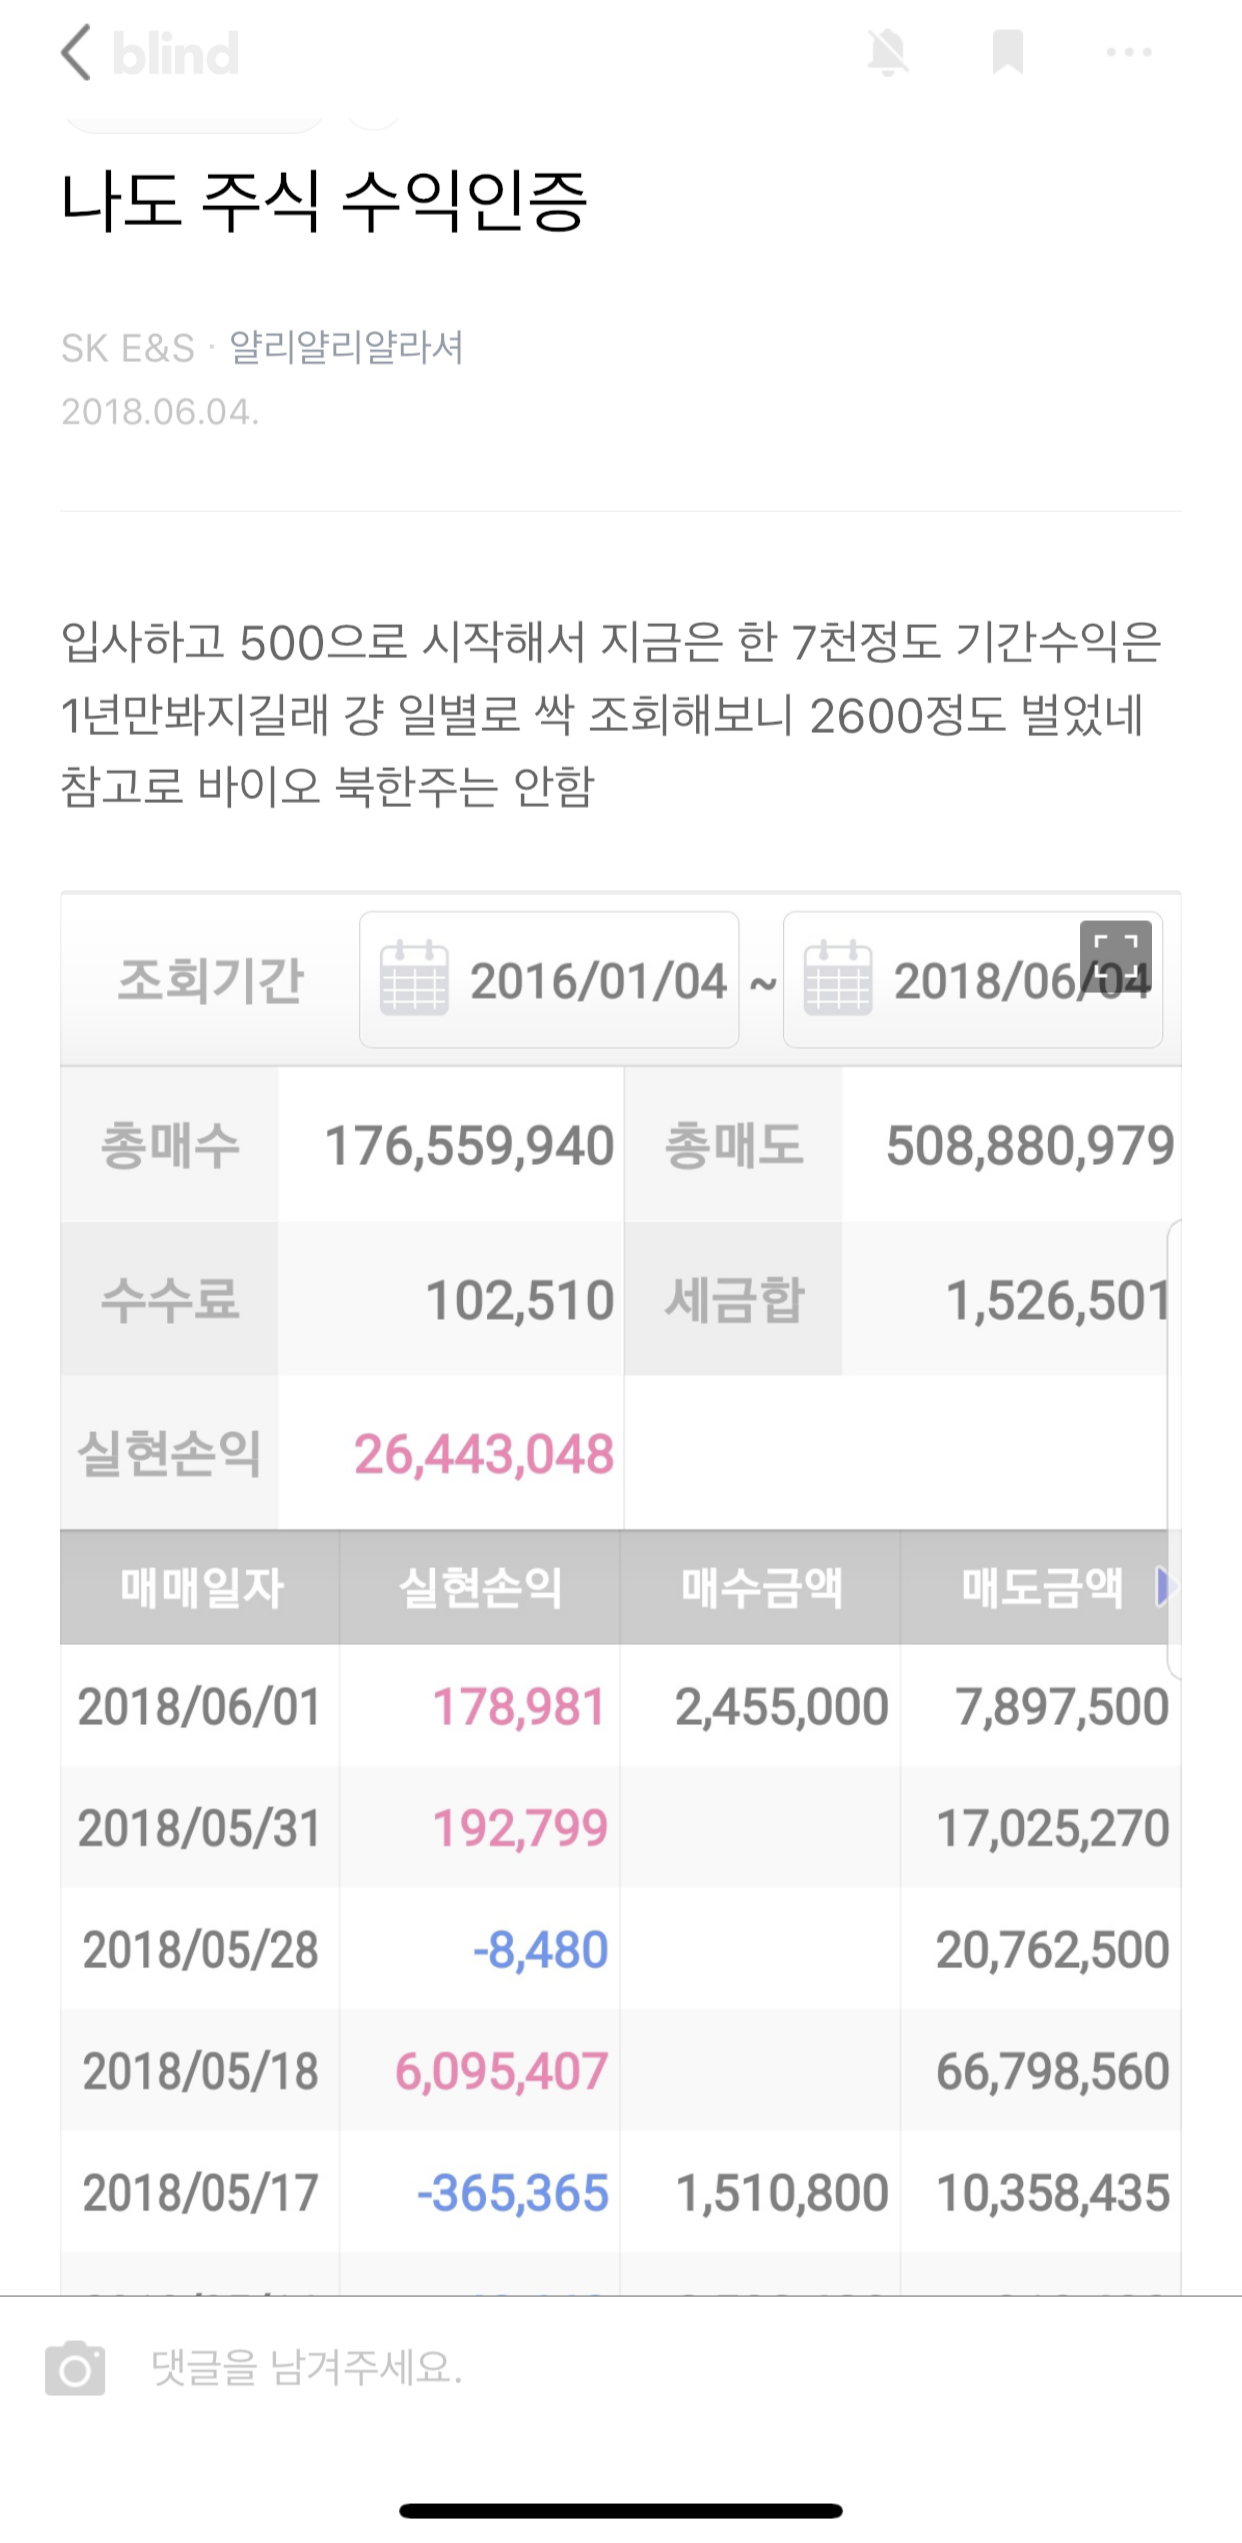 blind
나도 주식 수익인증
SK E&S · 얄리얄리얄라셔
2018.06.04.
입사하고 500으로 시작해서 지금은 한 7천정도 기간수익은
1년만봐지길래 걍 일별로 싹 조회해보니 2600정도 벌었네
참고로 바이오 북한주는 안함
조회기간 2016/01/04 ~ 2018/06/04
총매수 176,559,940 총매도 508,880,979
수수료 102,510 세금합 1,526,501
실현손익 26,443,048
매매일자 실현손익 매수금액 매도금액
2018/06/01 178,981 2,455,000 7,897,500
2018/05/31 192,799 17,025,270
2018/05/28 -8,480 20,762,500
2018/05/18 6,095,407 66,798,560
2018/05/17 -365,365 1,510,800 10,358,435
댓글을 남겨주세요.